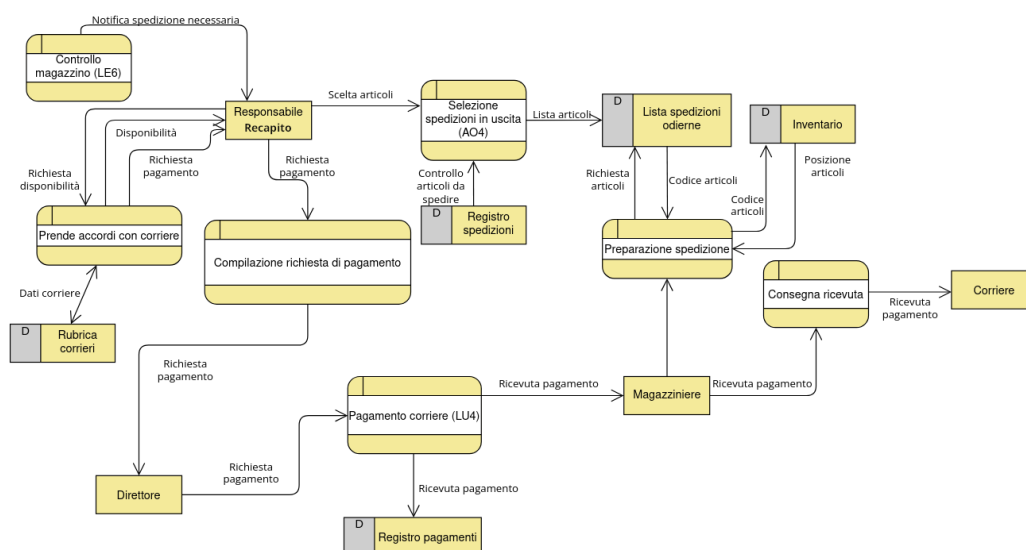 Notifica spedizione necessaria
Controllo
magazzino (LE6)
Responsabile
Recapito
Scelta articoli
Selezione
spedizioni in uscita
(AO4)
Lista articoli
D
Lista spedizioni
odierne
D
Inventario
Disponibilità
Richiesta
pagamento
Richiesta
disponibilità
Richiesta
pagamento
Controllo
articoli da
spedire
Richiesta
articoli
Codice articoli
Posizione
articoli
Codice
articoli
D
Registro
spedizioni
Prende accordi con corriere
Compilazione richiesta di pagamento
Preparazione spedizione
Consegna ricevuta
Ricevuta
pagamento
Corriere
Dati corriere
D
Rubrica
corrieri
Richiesta
pagamento
Pagamento corriere (LU4)
Ricevuta pagamento
Magazziniere
Ricevuta pagamento
Direttore
Richiesta
pagamento
Ricevuta pagamento
D
Registro pagamenti